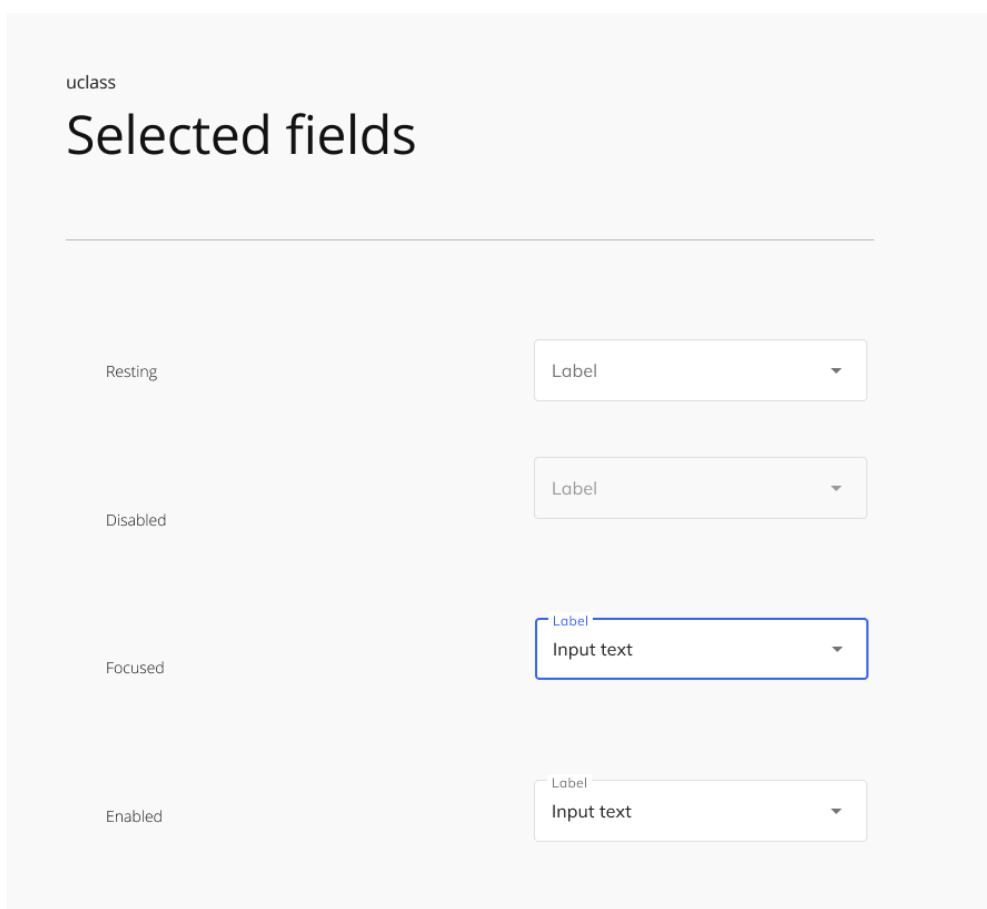 uclass
Selected fields
Resting
Label
Disabled
Label
Focused
Label
Input text
Enabled
Label
Input text